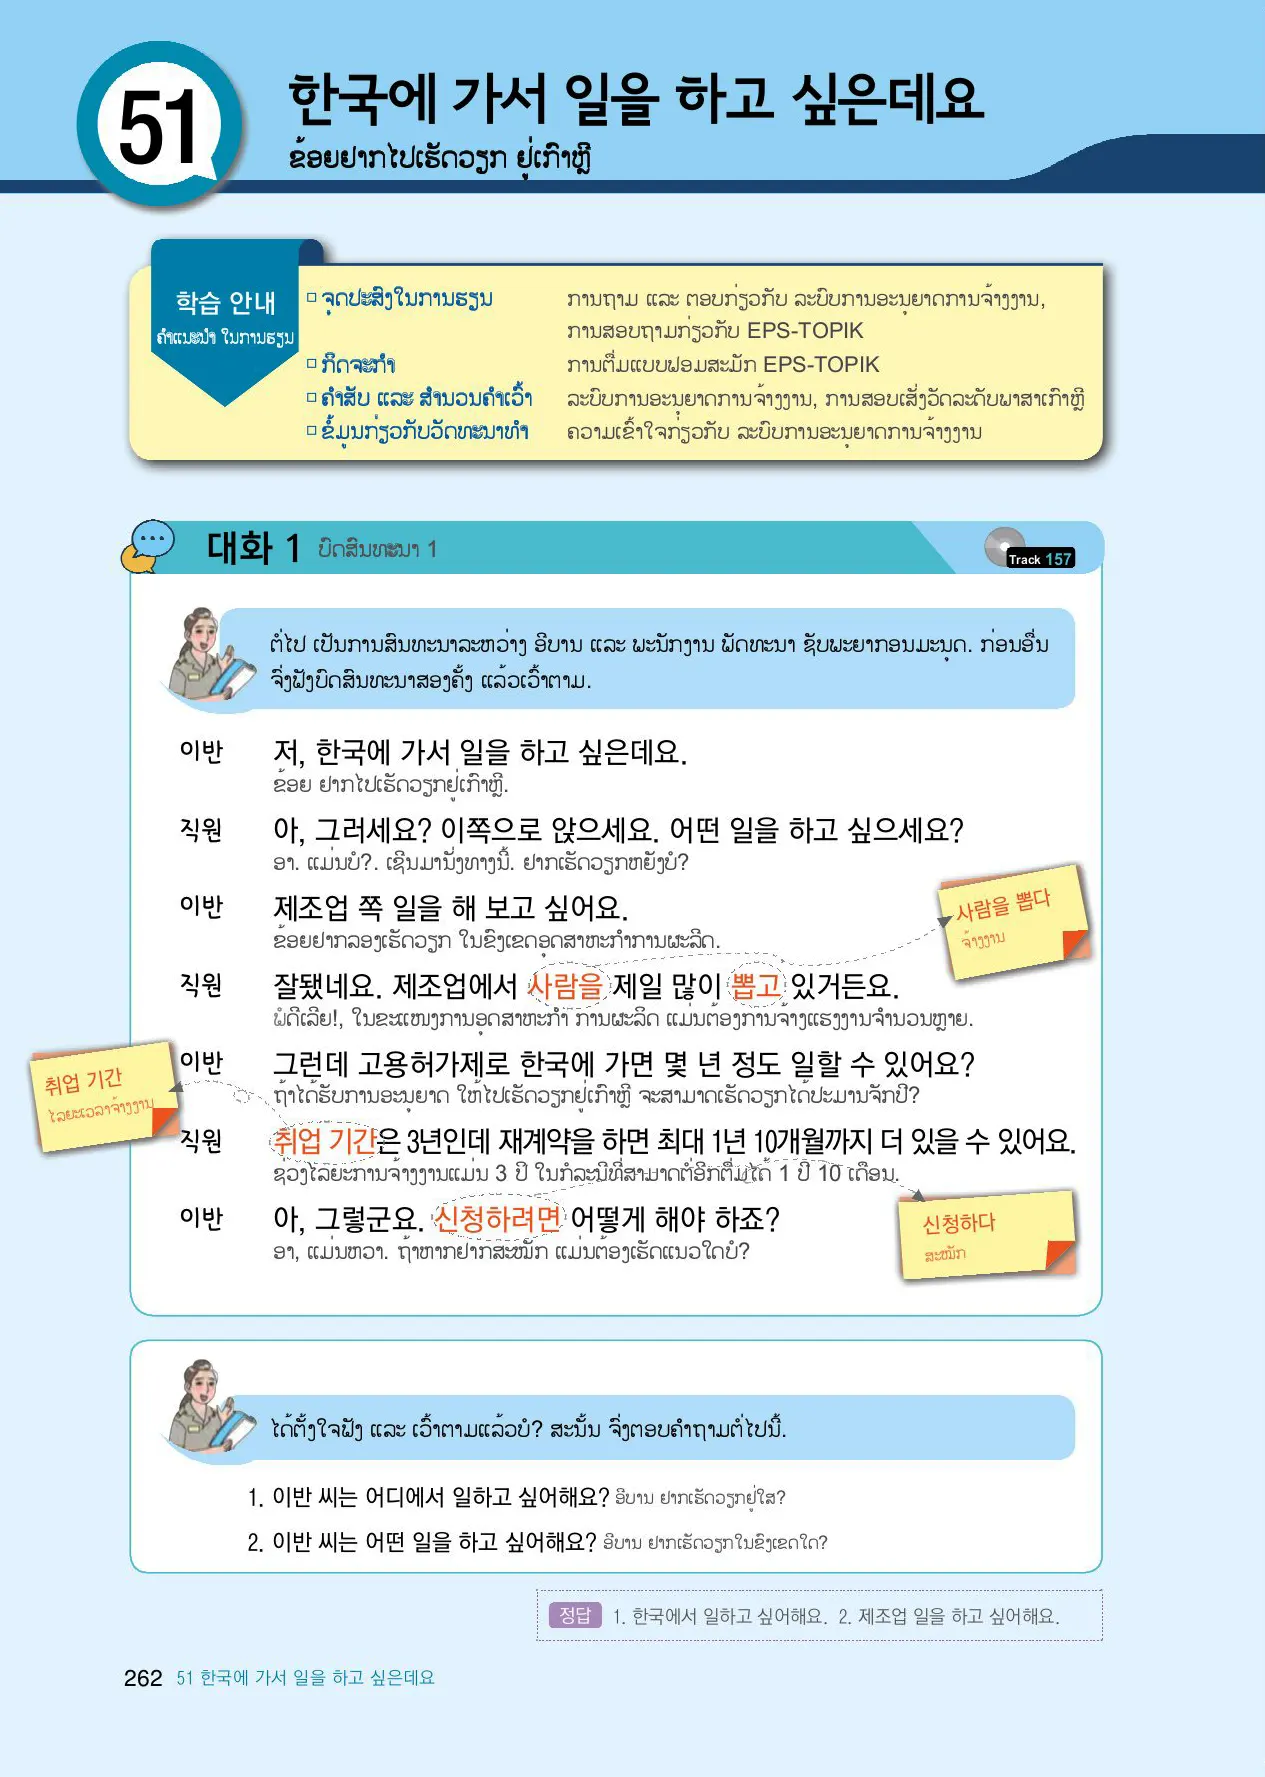 51
한국에 가서 일을 하고 싶은데요
ຂ້ອຍຢາກໄປເຮັດວຽກ ຢູ່ເກົາຫຼີ
학습 안내
ຄຳແນະນຳ ໃນການຮຽນ
□ ຈຸດປະສົງໃນການຮຽນ ການຖາມ ແລະ ຕອບກ່ຽວກັບ ລະບົບການອະນຸຍາດການຈ້າງງານ,
ການສອບຖາມກ່ຽວກັບ EPS-TOPIK
□ ກິດຈະກຳ ການຕື່ມແບບຟອມສະມັກ EPS-TOPIK
□ ຄຳສັບ ແລະ ສຳນວນຄຳເວົ້າ ລະບົບການອະນຸຍາດການຈ້າງງານ, ການສອບເສັງວັດລະດັບພາສາເກົາຫຼີ
□ ຂໍ້ມູນກ່ຽວກັບວັດທະນາທຳ ຄວາມເຂົ້າໃຈກ່ຽວກັບ ລະບົບການອະນຸຍາດການຈ້າງງານ
대화 1 ບົດສົນທະນາ 1
Track 157
ຕໍ່ໄປ ເປັນການສົນທະນາລະຫວ່າງ ອີບານ ແລະ ພະນັກງານ ພັດທະນາ ຊັບພະຍາກອນມະນຸດ. ກ່ອນອື່ນ
ຈົ່ງຟັງບົດສົນທະນາສອງຄັ້ງ ແລ້ວເວົ້າຕາມ.
이반 저, 한국에 가서 일을 하고 싶은데요.
ຂ້ອຍ ຢາກໄປເຮັດວຽກຢູ່ເກົາຫຼີ.
직원 아, 그러세요? 이쪽으로 앉으세요. 어떤 일을 하고 싶으세요?
ອາ. ແມ່ນບໍ?. ເຊີນມານັ່ງທາງນີ້. ຢາກເຮັດວຽກຫຍັງບໍ?
이반 제조업 쪽 일을 해 보고 싶어요.
ຂ້ອຍຢາກລອງເຮັດວຽກ ໃນຂົງເຂດອຸດສາຫະກຳການຜະລິດ.
사람을 뽑다
ຈ້າງງານ
직원 잘됐네요. 제조업에서 사람을 제일 많이 뽑고 있거든요.
ພໍດີເລີຍ!, ໃນຂະແໜງການອຸດສາຫະກຳ ການຜະລິດ ແມ່ນຕ້ອງການຈ້າງແຮງງານຈຳນວນຫຼາຍ.
이반 그런데 고용허가제로 한국에 가면 몇 년 정도 일할 수 있어요?
ຖ້າໄດ້ຮັບການອະນຸຍາດ ໃຫ້ໄປເຮັດວຽກຢູ່ເກົາຫຼີ ຈະສາມາດເຮັດວຽກໄດ້ປະມານຈັກປີ?
취업 기간
ໄລຍະເວລາຈ້າງງານ
직원 취업 기간은 3년인데 재계약을 하면 최대 1년 10개월까지 더 있을 수 있어요.
ຊ່ວງໄລຍະການຈ້າງງານແມ່ນ 3 ປີ ໃນກໍລະນີທີ່ສາມາດຕໍ່ອີກຕື່ມໄດ້ 1 ປີ 10 ເດືອນ.
이반 아, 그렇군요. 신청하려면 어떻게 해야 하죠?
ອາ, ແມ່ນຫວາ. ຖ້າຫາກຢາກສະໝັກ ແມ່ນຕ້ອງເຮັດແນວໃດບໍ?
신청하다
ສະໝັກ
ໄດ້ຕັ້ງໃຈຟັງ ແລະ ເວົ້າຕາມແລ້ວບໍ? ສະນັ້ນ ຈົ່ງຕອບຄຳຖາມຕໍ່ໄປນີ້.
1. 이반 씨는 어디에서 일하고 싶어해요? ອີບານ ຢາກເຮັດວຽກຢູ່ໃສ?
2. 이반 씨는 어떤 일을 하고 싶어해요? ອີບານ ຢາກເຮັດວຽກໃນຂົງເຂດໃດ?
정답 1. 한국에서 일하고 싶어해요. 2. 제조업 일을 하고 싶어해요.
262 51 한국에 가서 일을 하고 싶은데요